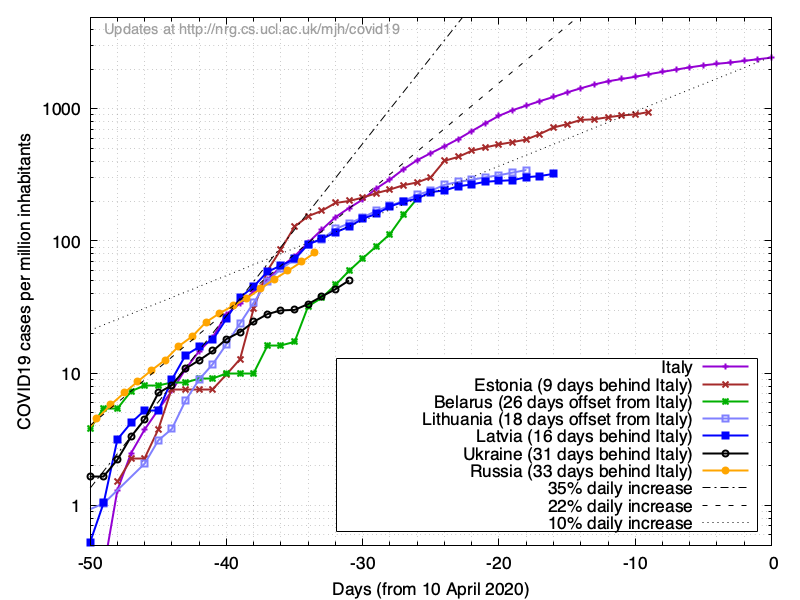 Updates at http://nrg.cs.ucl.ac.uk/mjh/covid19
COVID19 cases per million inhabitants
1000
100
10
1
Italy
Estonia (9 days behind Italy)
Belarus (26 days offset from Italy)
Lithuania (18 days offset from Italy)
Latvia (16 days behind Italy)
Ukraine (31 days behind Italy)
Russia (33 days behind Italy)
35% daily increase
22% daily increase
10% daily increase
-50 -40 -30 -20 -10 0
Days (from 10 April 2020)